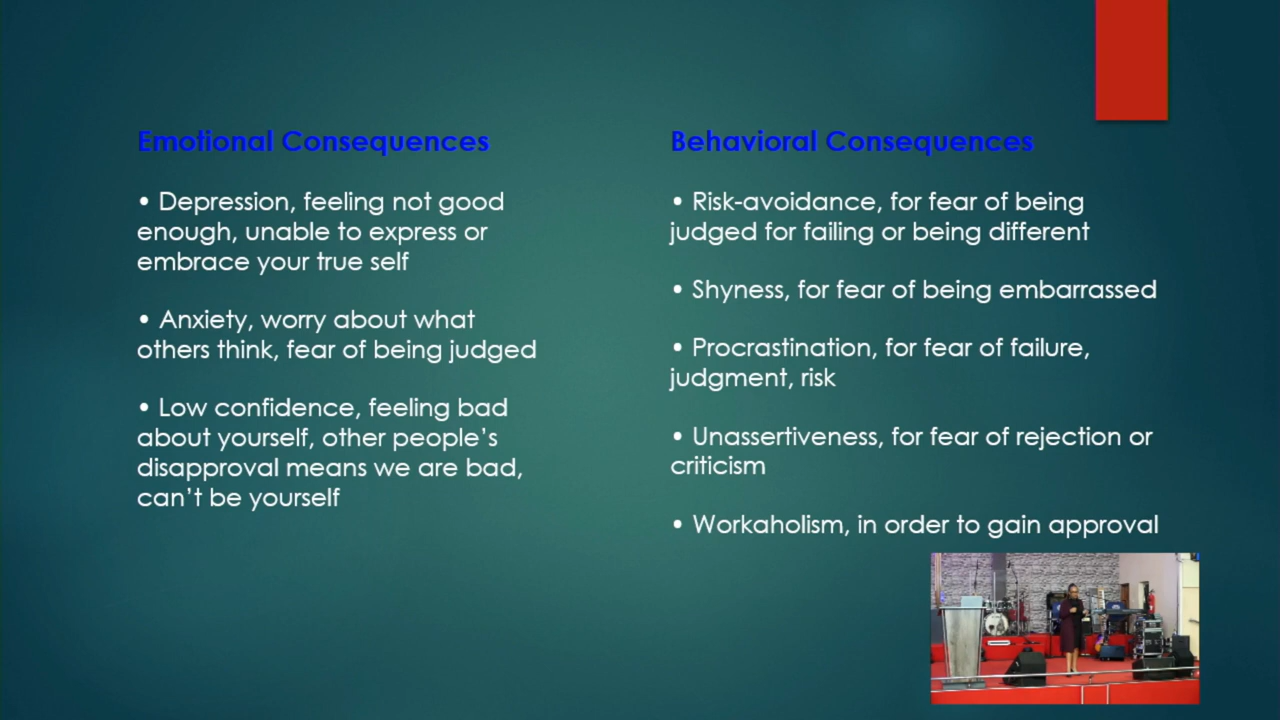 Emotional Consequences
• Depression, feeling not good
enough, unable to express or
embrace your true self
• Anxiety, worry about what
others think, fear of being judged
• Low confidence, feeling bad
about yourself, other people's
disapproval means we are bad,
can't be yourself
Behavioral Consequences
• Risk-avoidance, for fear of being
judged for failing or being different
• Shyness, for fear of being embarrassed
• Procrastination, for fear of failure,
judgment, risk
• Unassertiveness, for fear of rejection or
criticism
• Workaholism, in order to gain approval